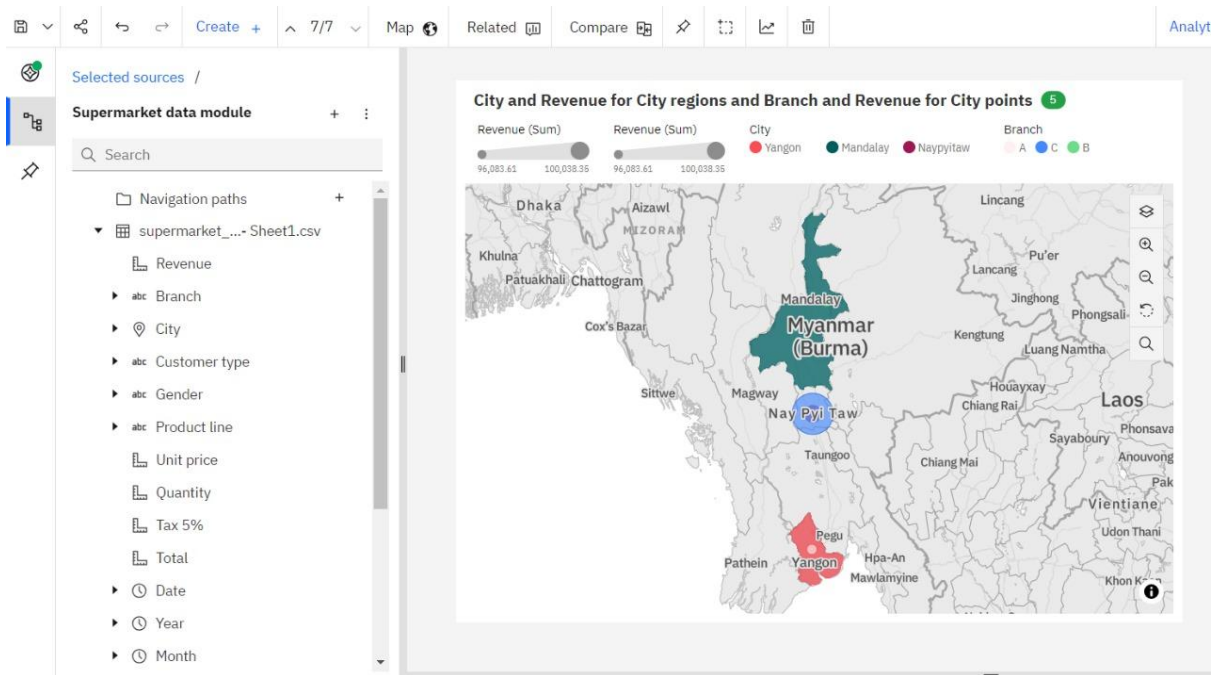 Create +
7/7
Map
Related
Compare
Analyt
Selected sources /
Supermarket data module
Search
Navigation paths
supermarket_...- Sheet1.csv
Revenue
abc Branch
City
abc Customer type
abc Gender
abc Product line
Unit price
Quantity
Tax 5%
Total
Date
Year
Month
City and Revenue for City regions and Branch and Revenue for City points 5
Revenue (Sum) Revenue (Sum) City Branch
Yangon Mandalay Naypyitaw A C B
96,083.61 100,038.35 96,083.61 100,038.35
Dhaka Aizawl Lincang
MIZORAM
Khulna Pu'er
Patuakhali Chattogram Lancang
Mandalay Jinghong
Phongsali
Cox's Bazar Myanmar
(Burma) Kengtung Luang Namtha
Sittwe Magway Houayxay
Nay Pyi Taw Chiang Rai Laos
Phonsava
Sayaboury
Taungoo Chiang Mai Anouvong
Pak
Vientiane
Pegu Udon Thani
Pathein Yangon Hpa-An
Mawlamyine Khon